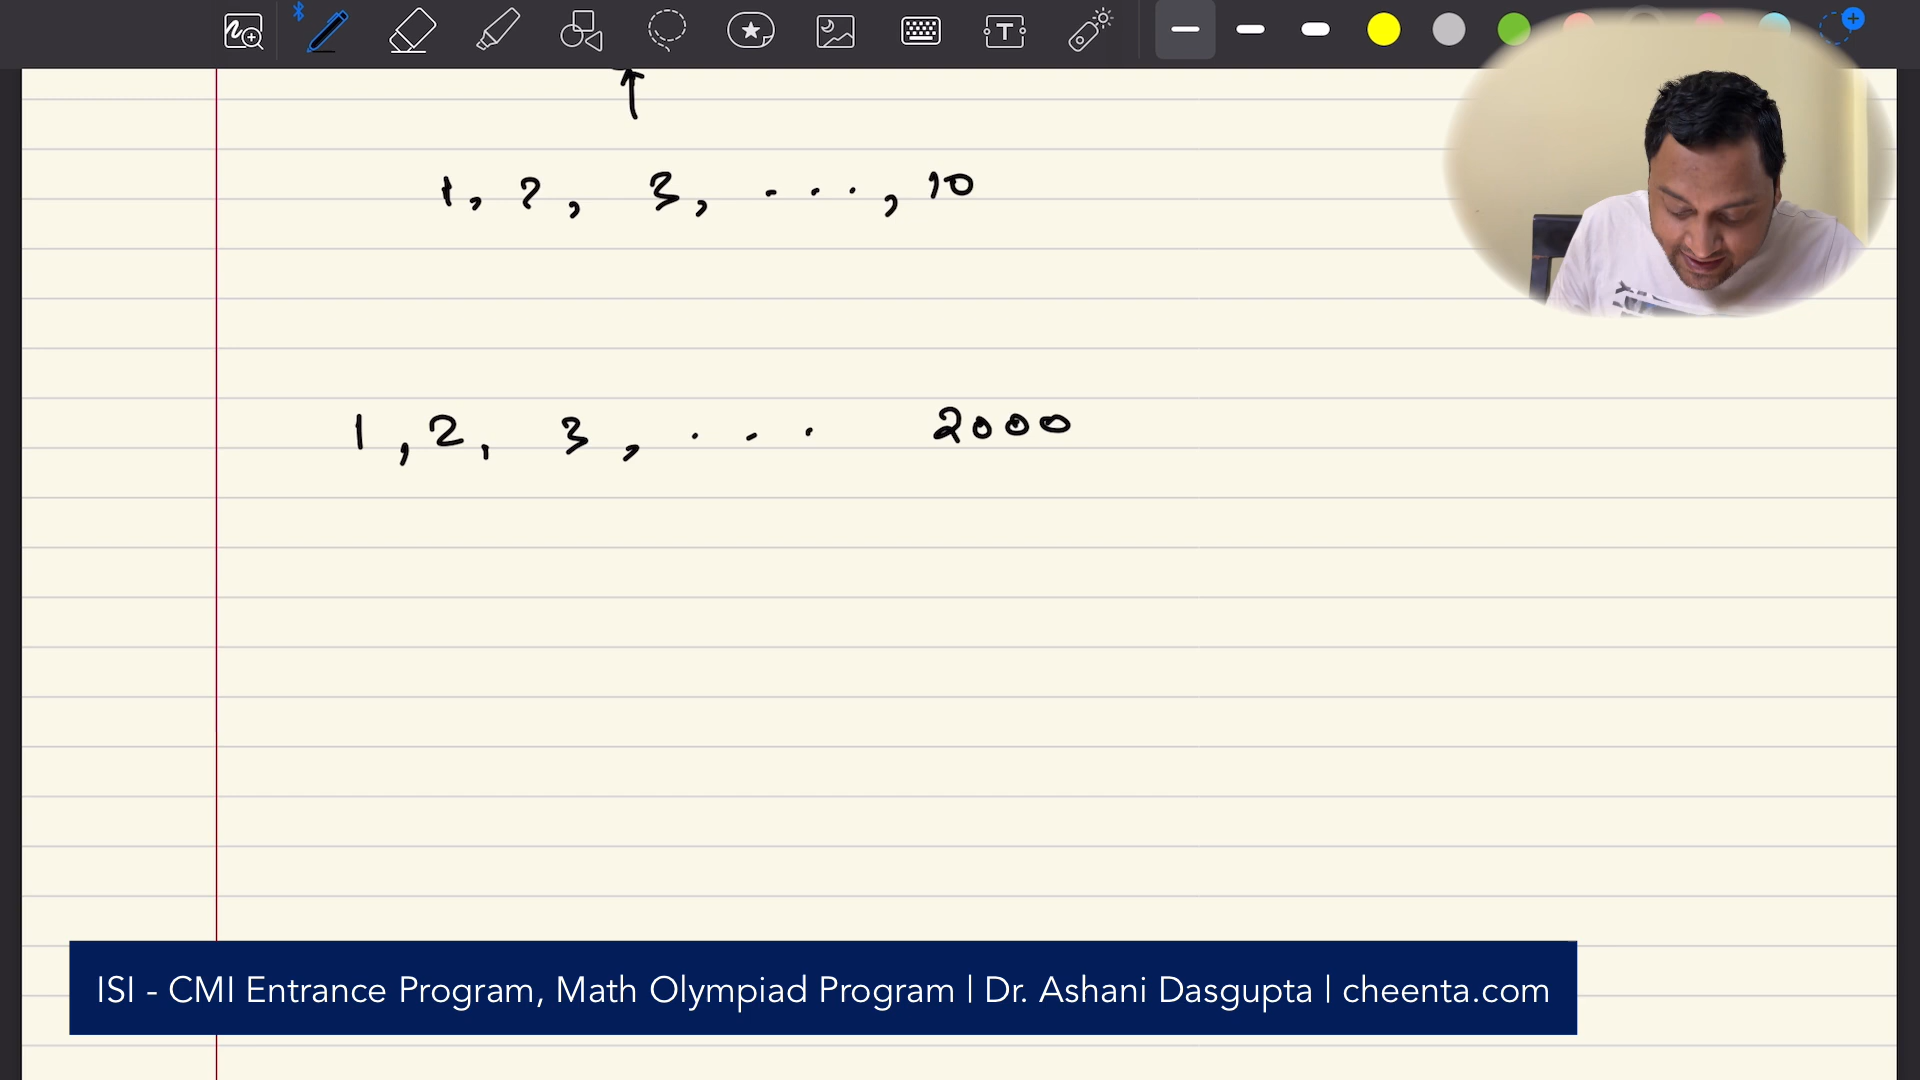 1, 2, 3, ..., 10
1, 2, 3, ... 2000
ISI - CMI Entrance Program, Math Olympiad Program | Dr. Ashani Dasgupta | cheenta.com